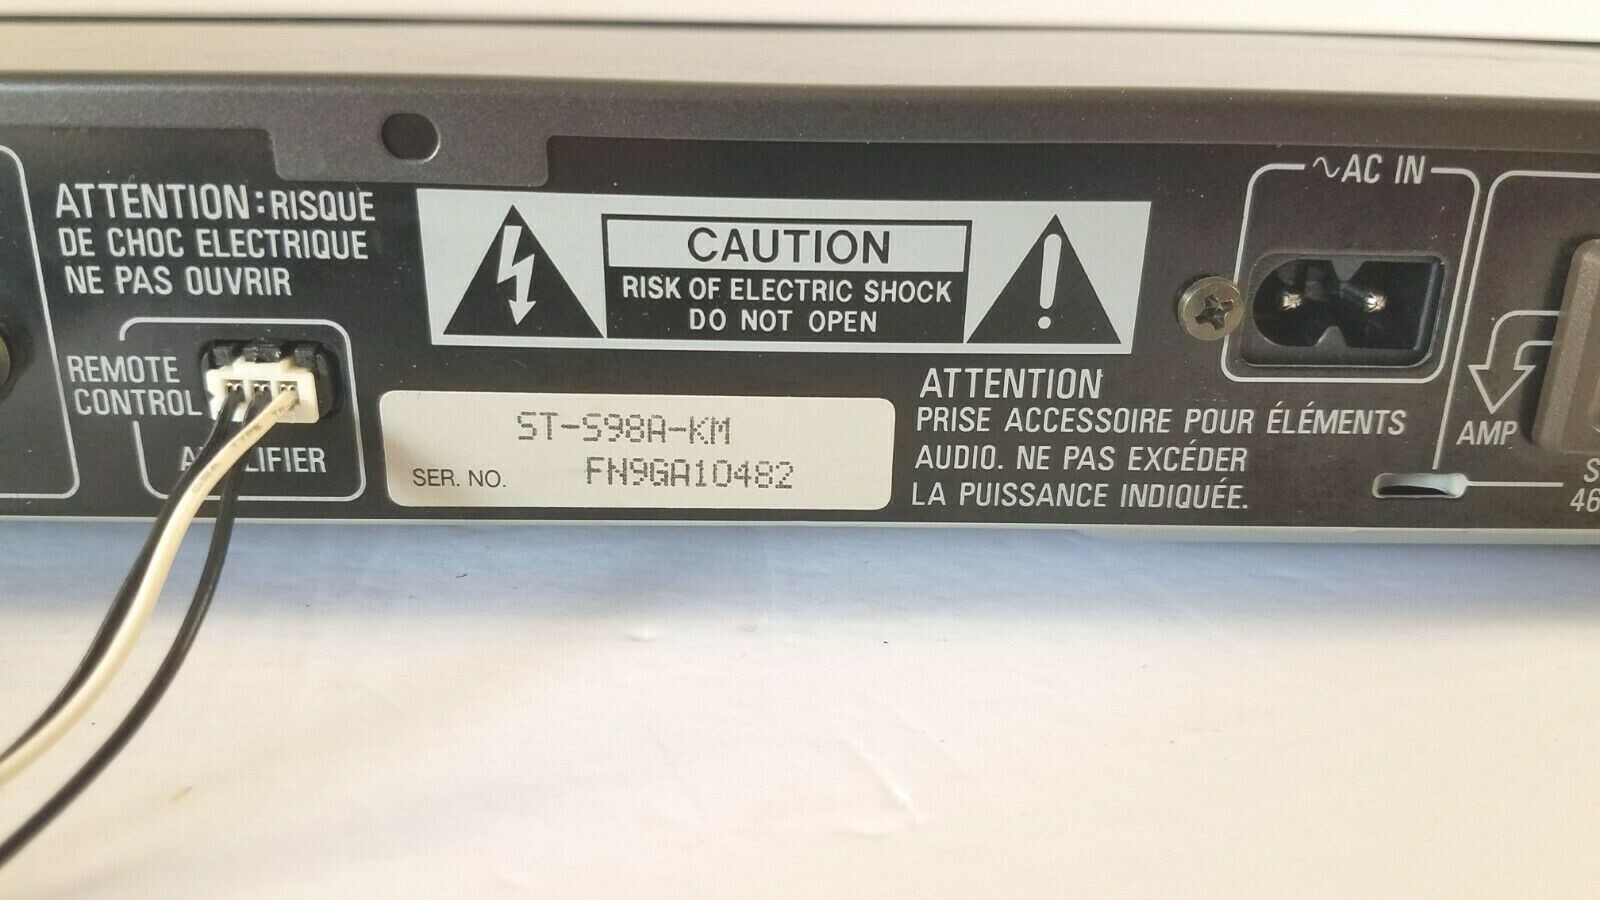 ATTENTION: RISQUE
DE CHOC ELECTRIQUE
NE PAS OUVRIR
REMOTE
CONTROL
AMPLIFIER
CAUTION
RISK OF ELECTRIC SHOCK
DO NOT OPEN
ST-S98A-KM
SER. NO. FN9GA10482
ATTENTION
PRISE ACCESSOIRE POUR ÉLÉMENTS
AUDIO. NE PAS EXCÉDER
LA PUISSANCE INDIQUÉE.
∿AC IN
AMP